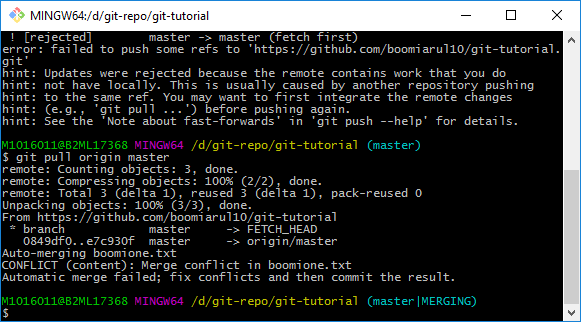 MINGW64:/d/git-repo/git-tutorial
! [rejected]        master -> master (fetch first)
error: failed to push some refs to 'https://github.com/boomiarul10/git-tutorial.
git'
hint: Updates were rejected because the remote contains work that you do
hint: not have locally. This is usually caused by another repository pushing
hint: to the same ref. You may want to first integrate the remote changes
hint: (e.g., 'git pull ...') before pushing again.
hint: See the 'Note about fast-forwards' in 'git push --help' for details.
M1016011@B2ML17368 MINGW64 /d/git-repo/git-tutorial (master)
$ git pull origin master
remote: Counting objects: 3, done.
remote: Compressing objects: 100% (2/2), done.
remote: Total 3 (delta 1), reused 3 (delta 1), pack-reused 0
Unpacking objects: 100% (3/3), done.
From https://github.com/boomiarul10/git-tutorial
 * branch            master     -> FETCH_HEAD
   0849df0..e7c930f  master     -> origin/master
Auto-merging boomione.txt
CONFLICT (content): Merge conflict in boomione.txt
Automatic merge failed; fix conflicts and then commit the result.
M1016011@B2ML17368 MINGW64 /d/git-repo/git-tutorial (master|MERGING)
$